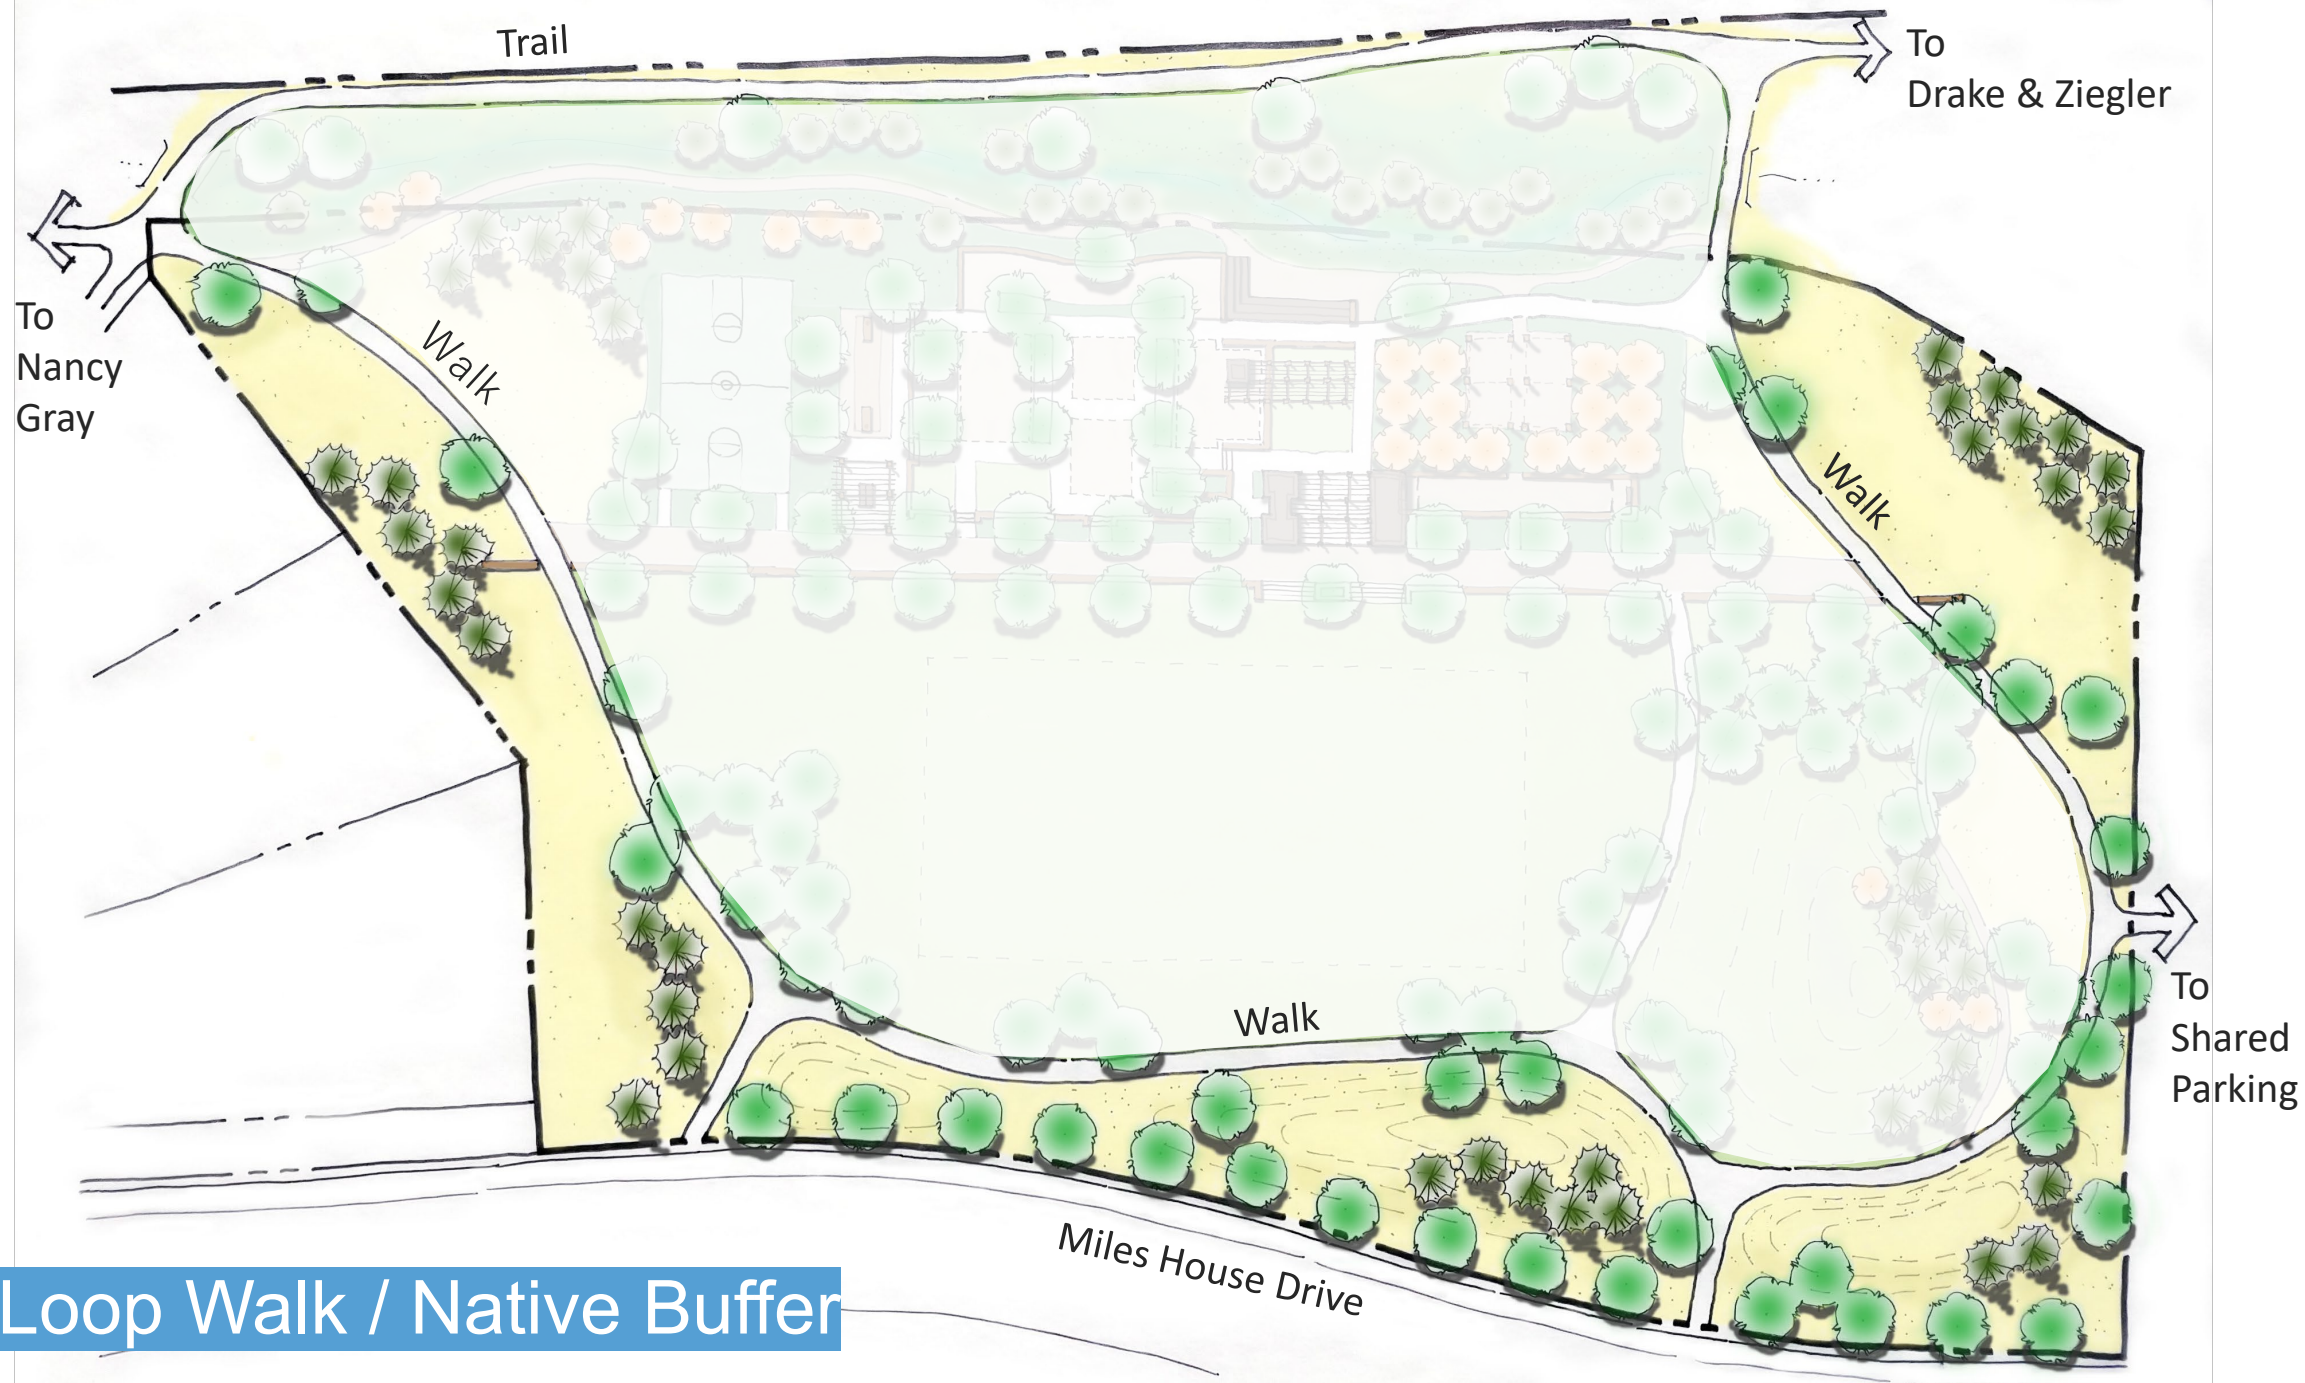 Trail
To
Drake & Ziegler
To
Nancy
Gray
Walk
Walk
Walk
To
Shared
Parking
Miles House Drive
Loop Walk / Native Buffer